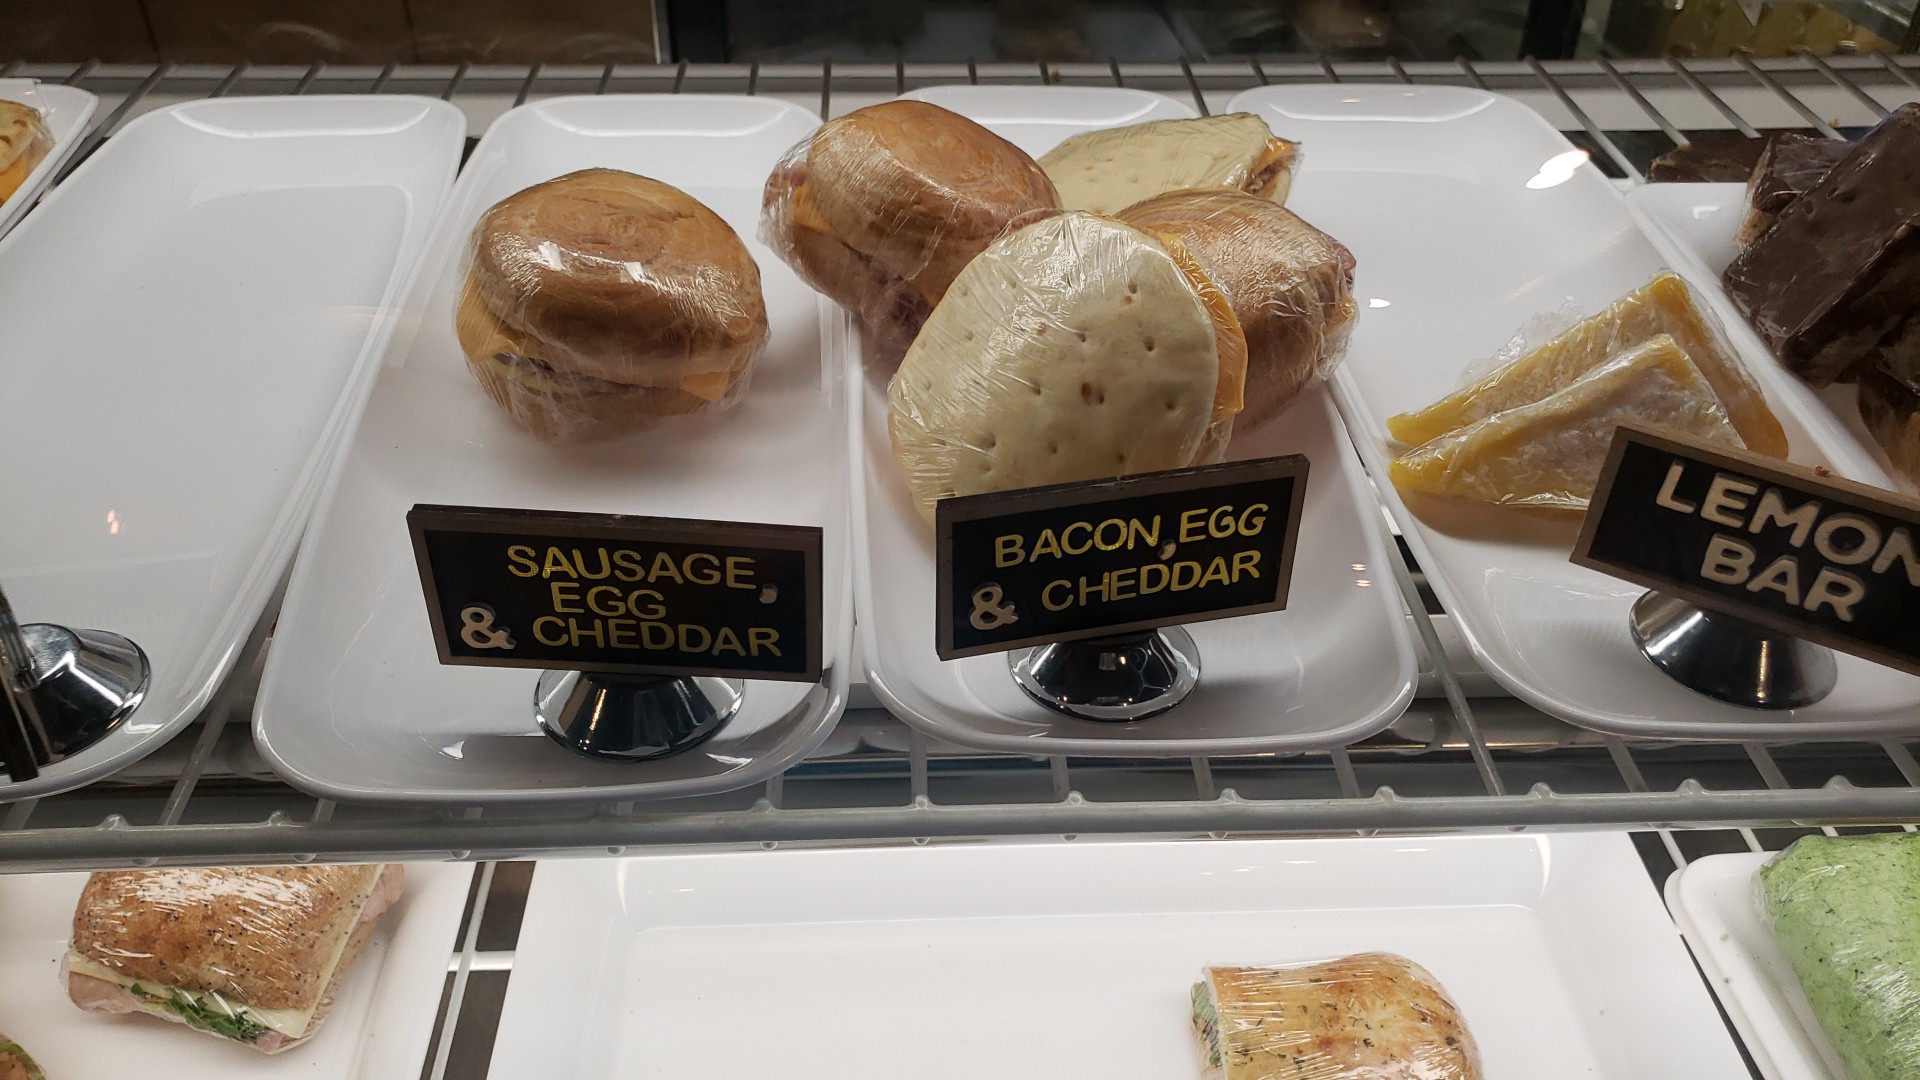 SAUSAGE,
EGG
& CHEDDAR
BACON, EGG
& CHEDDAR
LEMON
BAR